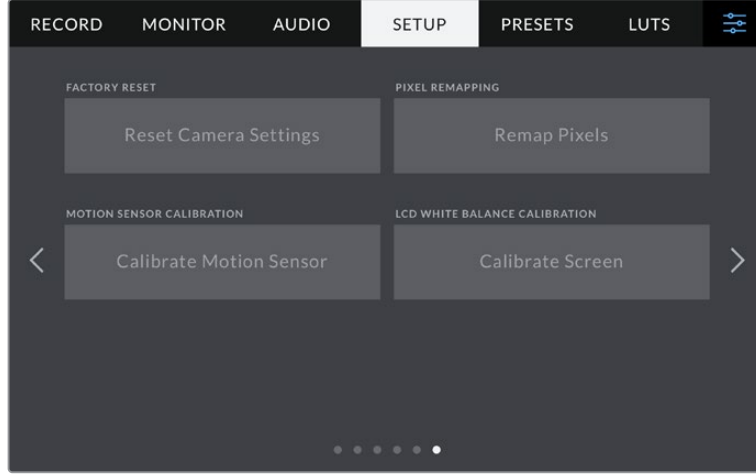 RECORD MONITOR AUDIO SETUP PRESETS LUTS
FACTORY RESET PIXEL REMAPPING
Reset Camera Settings Remap Pixels
MOTION SENSOR CALIBRATION LCD WHITE BALANCE CALIBRATION
Calibrate Motion Sensor Calibrate Screen